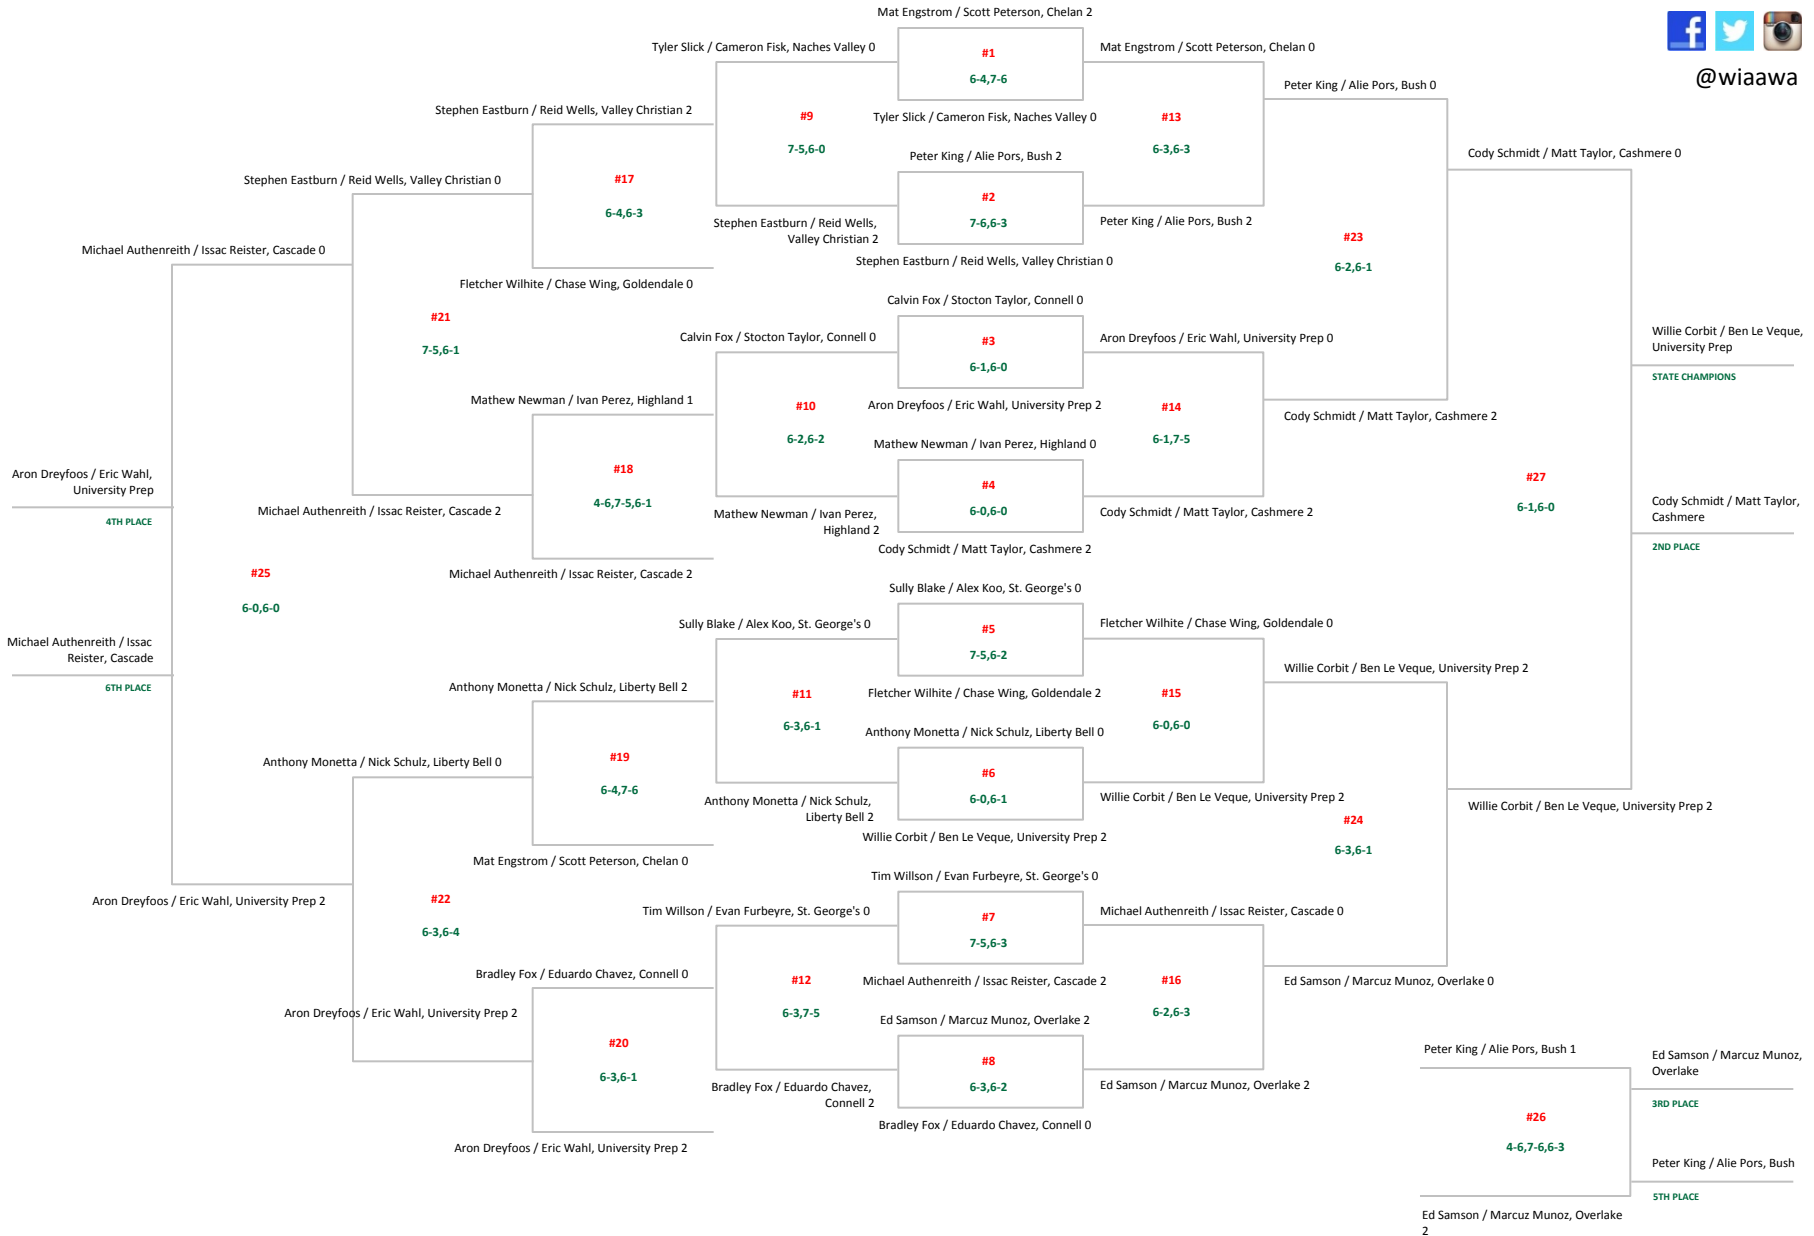 Mat Engstrom / Scott Peterson, Chelan 2
Tyler Slick / Cameron Fisk, Naches Valley 0
#1
Mat Engstrom / Scott Peterson, Chelan 0
6-4,7-6
@wiaawa
Peter King / Alie Pors, Bush 0
Stephen Eastburn / Reid Wells, Valley Christian 2
#9
Tyler Slick / Cameron Fisk, Naches Valley 0
#13
7-5,6-0
6-3,6-3
Peter King / Alie Pors, Bush 2
Cody Schmidt / Matt Taylor, Cashmere 0
Stephen Eastburn / Reid Wells, Valley Christian 0
#17
#2
6-4,6-3
7-6,6-3
Stephen Eastburn / Reid Wells,
Valley Christian 2
Peter King / Alie Pors, Bush 2
#23
Michael Authenreith / Issac Reister, Cascade 0
Stephen Eastburn / Reid Wells, Valley Christian 0
6-2,6-1
Fletcher Wilhite / Chase Wing, Goldendale 0
Calvin Fox / Stocton Taylor, Connell 0
#21
Calvin Fox / Stocton Taylor, Connell 0
#3
Aron Dreyfoos / Eric Wahl, University Prep 0
Willie Corbit / Ben Le Veque,
University Prep
7-5,6-1
6-1,6-0
STATE CHAMPIONS
Mathew Newman / Ivan Perez, Highland 1
#10
Aron Dreyfoos / Eric Wahl, University Prep 2
#14
Cody Schmidt / Matt Taylor, Cashmere 2
6-2,6-2
Mathew Newman / Ivan Perez, Highland 0
6-1,7-5
Aron Dreyfoos / Eric Wahl,
University Prep
#18
#4
#27
4-6,7-5,6-1
6-0,6-0
6-1,6-0
Cody Schmidt / Matt Taylor,
Cashmere
4TH PLACE
Michael Authenreith / Issac Reister, Cascade 2
Mathew Newman / Ivan Perez,
Highland 2
Cody Schmidt / Matt Taylor, Cashmere 2
2ND PLACE
Cody Schmidt / Matt Taylor, Cashmere 2
#25
Michael Authenreith / Issac Reister, Cascade 2
Sully Blake / Alex Koo, St. George's 0
6-0,6-0
Sully Blake / Alex Koo, St. George's 0
#5
Fletcher Wilhite / Chase Wing, Goldendale 0
Michael Authenreith / Issac
Reister, Cascade
7-5,6-2
Willie Corbit / Ben Le Veque, University Prep 2
6TH PLACE
Anthony Monetta / Nick Schulz, Liberty Bell 2
#11
Fletcher Wilhite / Chase Wing, Goldendale 2
#15
6-3,6-1
Anthony Monetta / Nick Schulz, Liberty Bell 0
6-0,6-0
Anthony Monetta / Nick Schulz, Liberty Bell 0
#19
#6
6-4,7-6
6-0,6-1
Anthony Monetta / Nick Schulz,
Liberty Bell 2
Willie Corbit / Ben Le Veque, University Prep 2
Willie Corbit / Ben Le Veque, University Prep 2
#24
Willie Corbit / Ben Le Veque, University Prep 2
6-3,6-1
Mat Engstrom / Scott Peterson, Chelan 0
Tim Willson / Evan Furbeyre, St. George's 0
Aron Dreyfoos / Eric Wahl, University Prep 2
#22
Tim Willson / Evan Furbeyre, St. George's 0
#7
Michael Authenreith / Issac Reister, Cascade 0
6-3,6-4
7-5,6-3
Bradley Fox / Eduardo Chavez, Connell 0
#12
Michael Authenreith / Issac Reister, Cascade 2
#16
Ed Samson / Marcuz Munoz, Overlake 0
Aron Dreyfoos / Eric Wahl, University Prep 2
6-3,7-5
Ed Samson / Marcuz Munoz, Overlake 2
6-2,6-3
#20
#8
Peter King / Alie Pors, Bush 1
Ed Samson / Marcuz Munoz,
Overlake
6-3,6-1
6-3,6-2
Bradley Fox / Eduardo Chavez,
Connell 2
Ed Samson / Marcuz Munoz, Overlake 2
3RD PLACE
Bradley Fox / Eduardo Chavez, Connell 0
#26
Aron Dreyfoos / Eric Wahl, University Prep 2
4-6,7-6,6-3
Peter King / Alie Pors, Bush
5TH PLACE
Ed Samson / Marcuz Munoz, Overlake
2